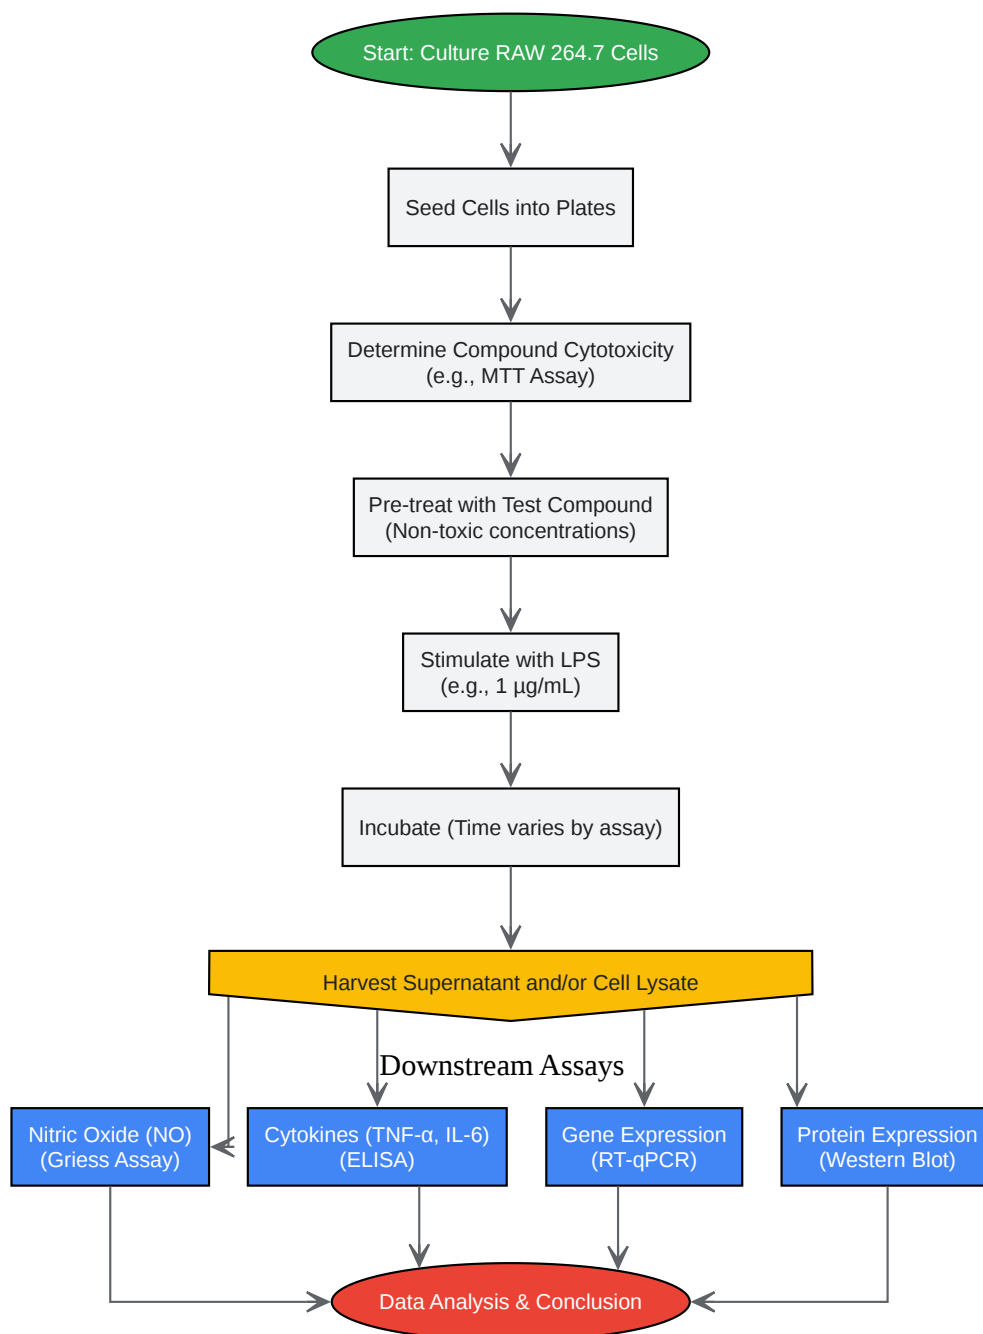 Start: Culture RAW 264.7 Cells
Seed Cells into Plates
Determine Compound Cytotoxicity
(e.g., MTT Assay)
Pre-treat with Test Compound
(Non-toxic concentrations)
Stimulate with LPS
(e.g., 1 µg/mL)
Incubate (Time varies by assay)
Harvest Supernatant and/or Cell Lysate
Downstream Assays
Nitric Oxide (NO)
(Griess Assay)
Cytokines (TNF-α, IL-6)
(ELISA)
Gene Expression
(RT-qPCR)
Protein Expression
(Western Blot)
Data Analysis & Conclusion